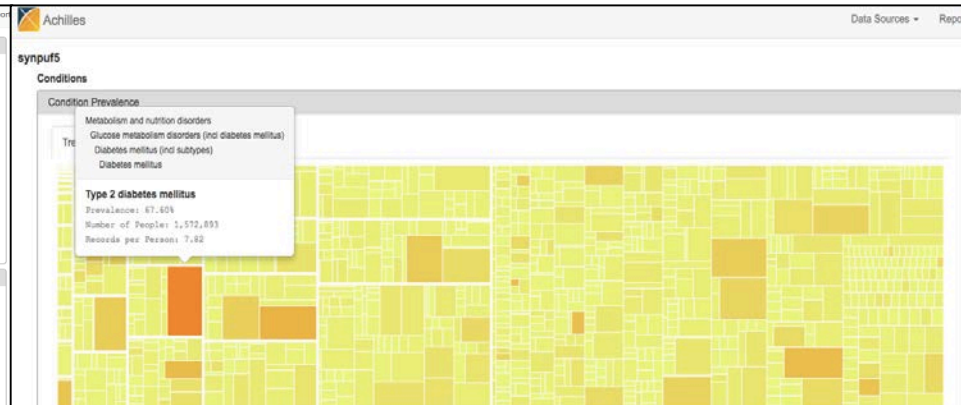 Achilles
Data Sources
synpuf5
Conditions
Condition Prevalence
Metabolism and nutrition disorders
Glucose metabolism disorders (incl diabetes mellitus)
Diabetes mellitus (incl subtypes)
Diabetes mellitus
Type 2 diabetes mellitus
Prevalence: 67.60%
Number of People: 1,572,893
Records per Person: 7.82